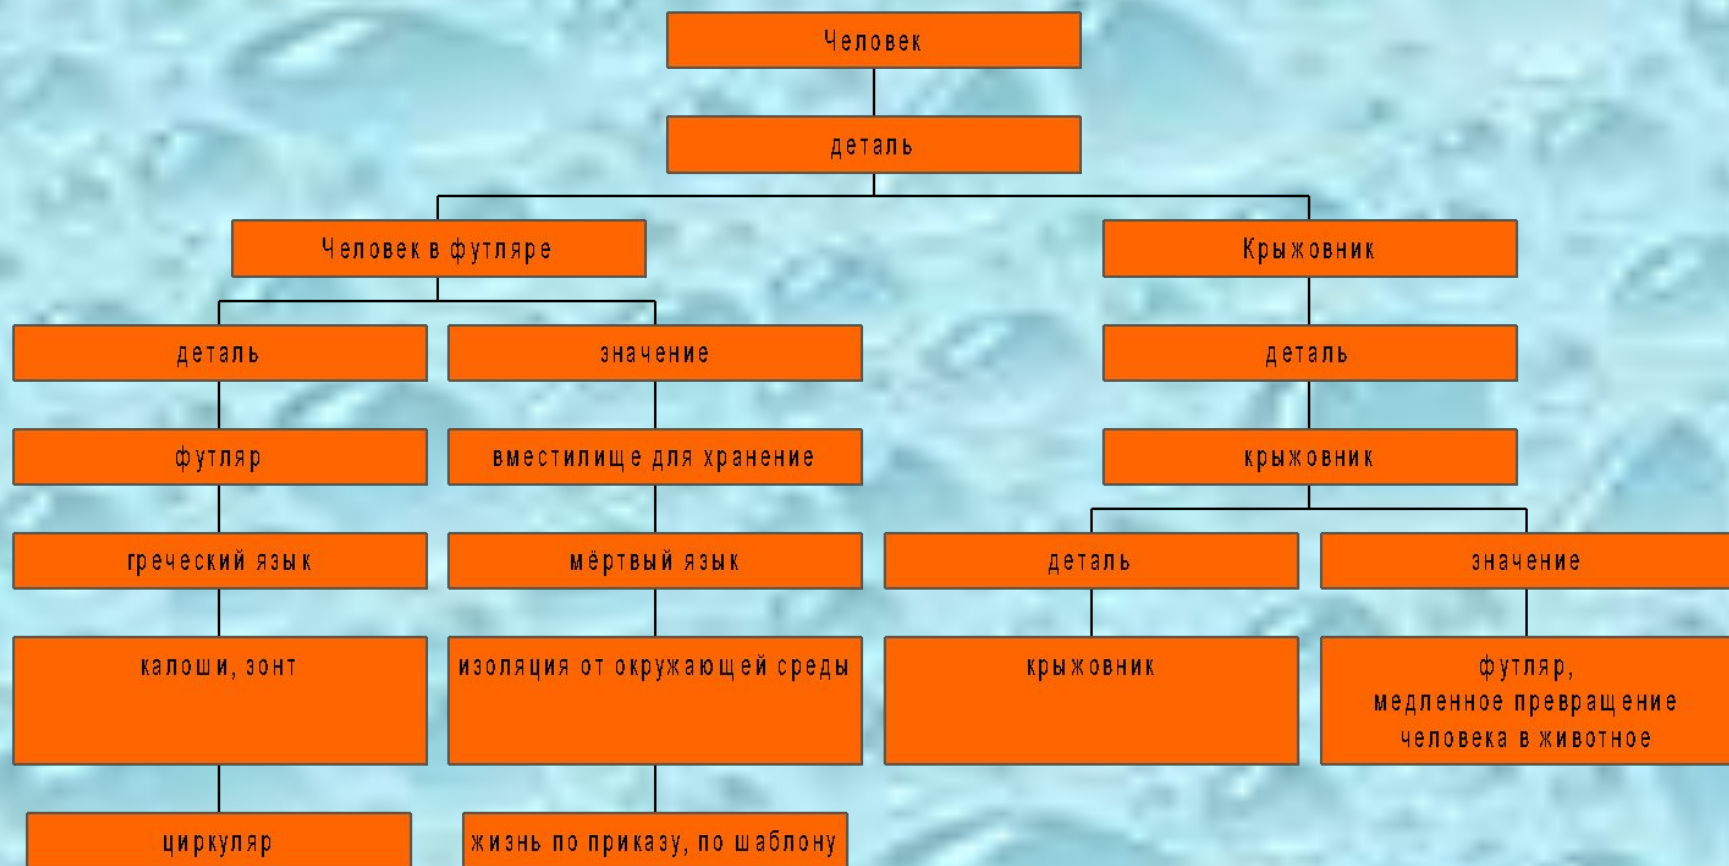 Человек
деталь
Человек в футляре
Крыжовник
деталь
значение
деталь
футляр
вместилище для хранение
крыжовник
греческий язык
мёртвый язык
деталь
значение
калоши, зонт
изоляция от окружающей среды
крыжовник
футляр,
медленное превращение
человека в животное
циркуляр
жизнь по приказу, по шаблону